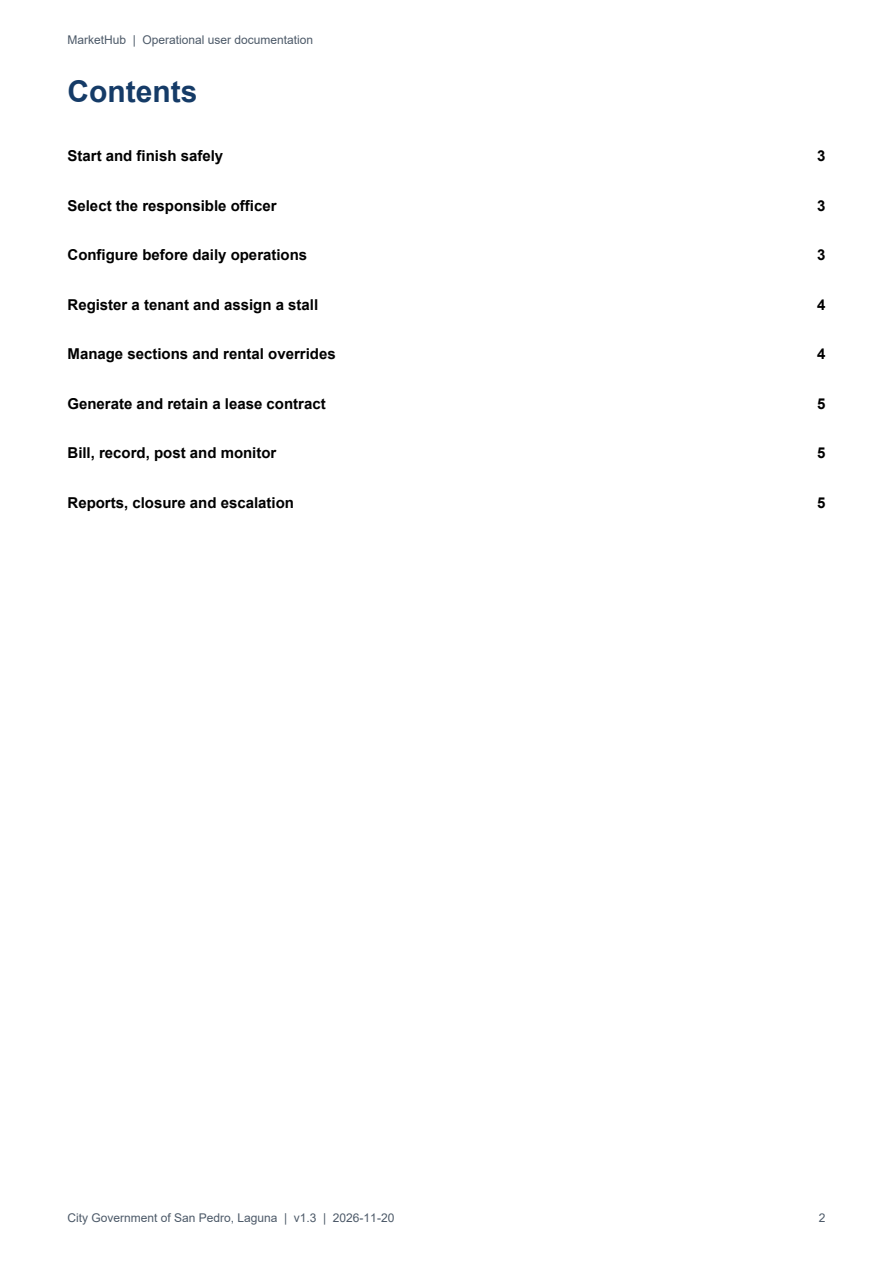 MarketHub | Operational user documentation
Contents
Start and finish safely 3
Select the responsible officer 3
Configure before daily operations 3
Register a tenant and assign a stall 4
Manage sections and rental overrides 4
Generate and retain a lease contract 5
Bill, record, post and monitor 5
Reports, closure and escalation 5
City Government of San Pedro, Laguna | v1.3 | 2026-11-20 2